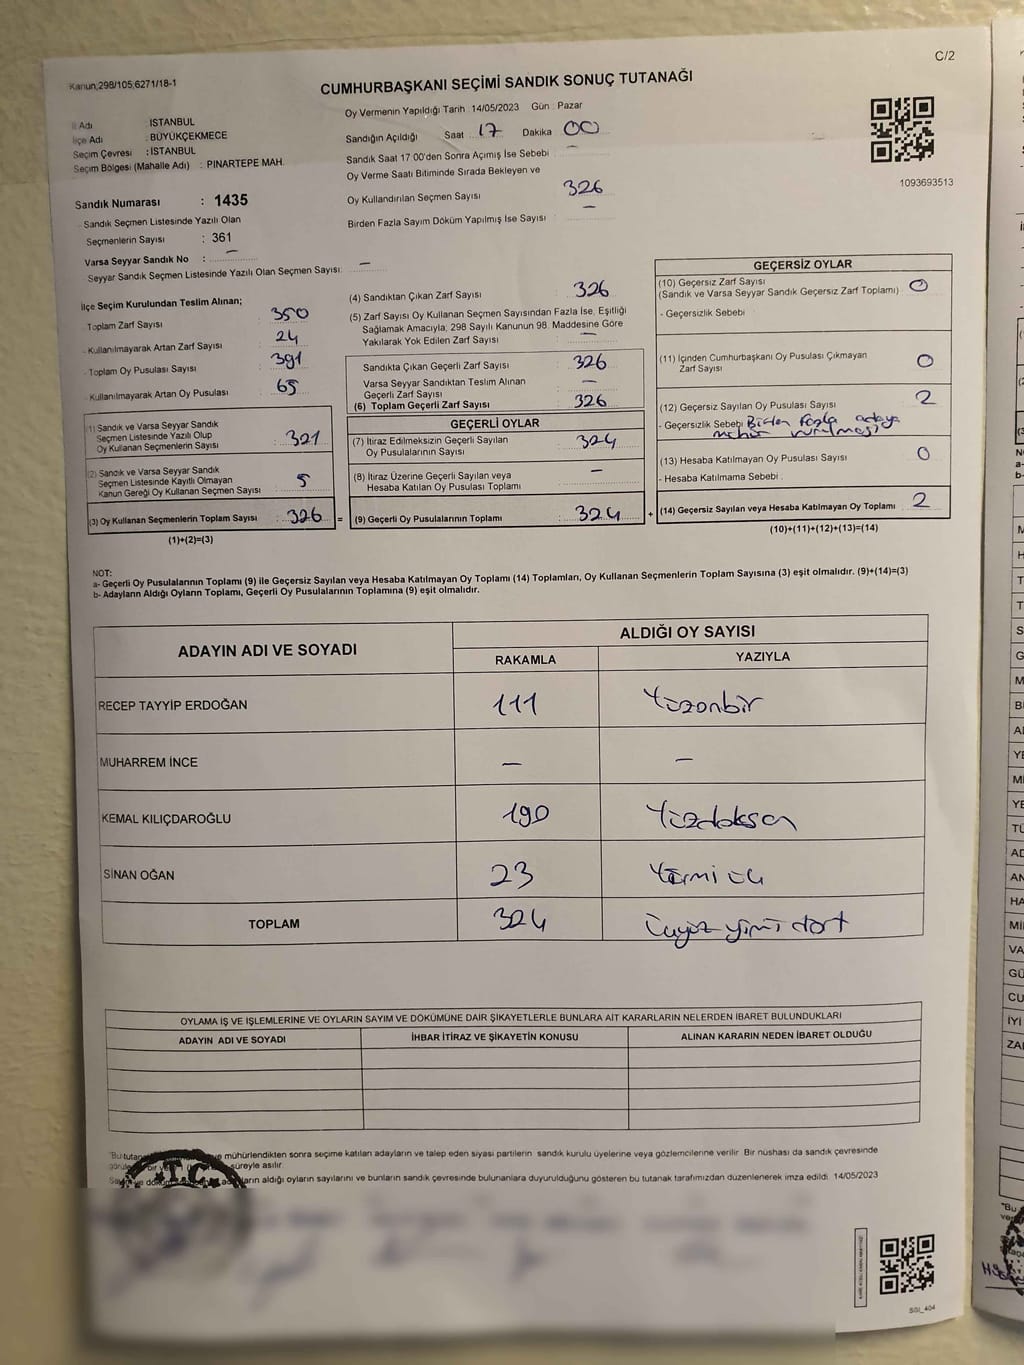 C/2
Kanun;298/105;6271/18-1
CUMHURBAŞKANI SEÇİMİ SANDIK SONUÇ TUTANAĞI
İl Adı : İSTANBUL
İlçe Adı : BÜYÜKÇEKMECE
Seçim Çevresi : İSTANBUL
Seçim Bölgesi (Mahalle Adı) : PINARTEPE MAH.
Sandık Numarası : 1435
Sandık Seçmen Listesinde Yazılı Olan
Seçmenlerin Sayısı : 361
Varsa Seyyar Sandık No : –
Seyyar Sandık Seçmen Listesinde Yazılı Olan Seçmen Sayısı: –
Oy Vermenin Yapıldığı Tarih : 14/05/2023 Gün : Pazar
Sandığın Açıldığı Saat 17 Dakika 00
Sandık Saat 17:00'den Sonra Açımış İse Sebebi : –
Oy Verme Saati Bitiminde Sırada Bekleyen ve
Oy Kullandırılan Seçmen Sayısı : 326
Birden Fazla Sayım Döküm Yapılmış İse Sayısı : –
1093693513
İlçe Seçim Kurulundan Teslim Alınan;
- Toplam Zarf Sayısı : 350
- Kullanılmayarak Artan Zarf Sayısı : 24
- Toplam Oy Pusulası Sayısı : 391
- Kullanılmayarak Artan Oy Pusulası : 65
(1) Sandık ve Varsa Seyyar Sandık
Seçmen Listesinde Yazılı Olup
Oy Kullanan Seçmenlerin Sayısı : 321
(2) Sandık ve Varsa Seyyar Sandık
Seçmen Listesinde Kayıtlı Olmayan
Kanun Gereği Oy Kullanan Seçmen Sayısı : 5
(3) Oy Kullanan Seçmenlerin Toplam Sayısı : 326 =
(1)+(2)=(3)
(4) Sandıktan Çıkan Zarf Sayısı : 326
(5) Zarf Sayısı Oy Kullanan Seçmen Sayısından Fazla İse, Eşitliği
Sağlamak Amacıyla; 298 Sayılı Kanunun 98. Maddesine Göre
Yakılarak Yok Edilen Zarf Sayısı : –
Sandıkta Çıkan Geçerli Zarf Sayısı : 326
Varsa Seyyar Sandıktan Teslim Alınan
Geçerli Zarf Sayısı : –
(6) Toplam Geçerli Zarf Sayısı : 326
GEÇERLİ OYLAR
(7) İtiraz Edilmeksizin Geçerli Sayılan
Oy Pusulalarının Sayısı : 324
(8) İtiraz Üzerine Geçerli Sayılan ve
Hesaba Katılan Oy Pusulası Toplamı : –
(9) Geçerli Oy Pusulalarının Toplamı : 324 +
GEÇERSİZ OYLAR
(10) Geçersiz Zarf Sayısı
(Sandık ve Varsa Seyyar Sandık Geçersiz Zarf Toplamı) : 0
- Geçersizlik Sebebi
(11) İçinden Cumhurbaşkanı Oy Pusulası Çıkmayan
Zarf Sayısı : 0
(12) Geçersiz Sayılan Oy Pusulası Sayısı : 2
- Geçersizlik Sebebi Birden fazla adaya
mühür vurulması
(13) Hesaba Katılmayan Oy Pusulası Sayısı : 0
- Hesaba Katılmama Sebebi :
(14) Geçersiz Sayılan veya Hesaba Katılmayan Oy Toplamı : 2
(10)+(11)+(12)+(13)=(14)
NOT:
a- Geçerli Oy Pusulalarının Toplamı (9) ile Geçersiz Sayılan veya Hesaba Katılmayan Oy Toplamı (14) Toplamları, Oy Kullanan Seçmenlerin Toplam Sayısına (3) eşit olmalıdır. (9)+(14)=(3)
b- Adayların Aldığı Oyların Toplamı, Geçerli Oy Pusulalarının Toplamına (9) eşit olmalıdır.
ADAYIN ADI VE SOYADI
ALDIĞI OY SAYISI
RAKAMLA YAZIYLA
RECEP TAYYİP ERDOĞAN 111 Yüzonbir
MUHARREM İNCE – –
KEMAL KILIÇDAROĞLU 190 Yüzdoksan
SİNAN OĞAN 23 Yirmi üç
TOPLAM 324 Üçyüz yirmi dört
OYLAMA İŞ VE İŞLEMLERİNE VE OYLARIN SAYIM VE DÖKÜMÜNE DAİR ŞİKAYETLERLE BUNLARA AİT KARARLARIN NELERDEN İBARET BULUNDUKLARI
ADAYIN ADI VE SOYADI İHBAR İTİRAZ VE ŞİKAYETİN KONUSU ALINAN KARARIN NEDEN İBARET OLDUĞU
mühürlendikten sonra seçime katılan adayların ve talep eden siyasi partilerin sandık kurulu üyelerine veya gözlemcilerine verilir. Bir nüshası da sandık çevresinde
süreyle asılır.
aldığı oyların sayılarını ve bunların sandık çevresinde bulunanlara duyurulduğunu gösteren bu tutanak tarafımızdan düzenlenerek imza edildi. 14/05/2023
T.C.
SGI_404